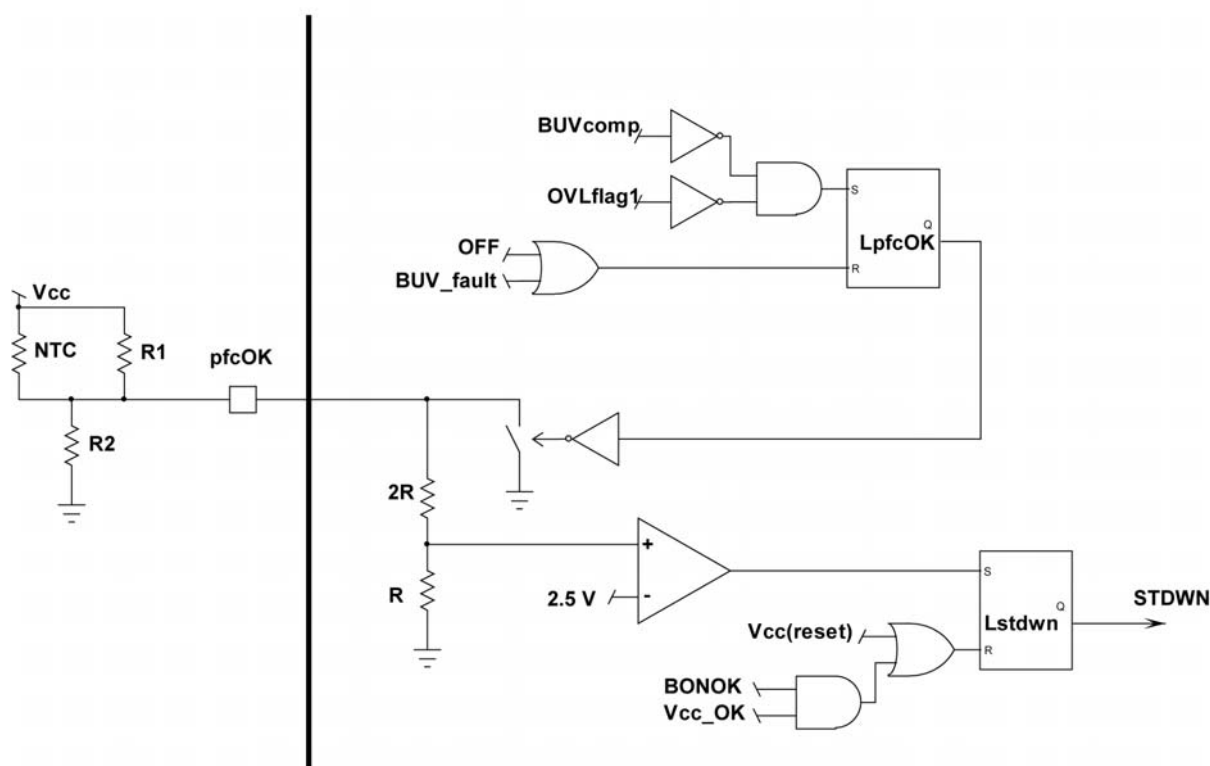 BUVcomp
OVLflag1
S
Q
LpfcOK
R
OFF
BUV_fault
Vcc
NTC
R1
pfcOK
R2
2R
R
+
2.5 V
-
S
Q
Lstdwn
R
STDWN
Vcc(reset)
BONOK
Vcc_OK